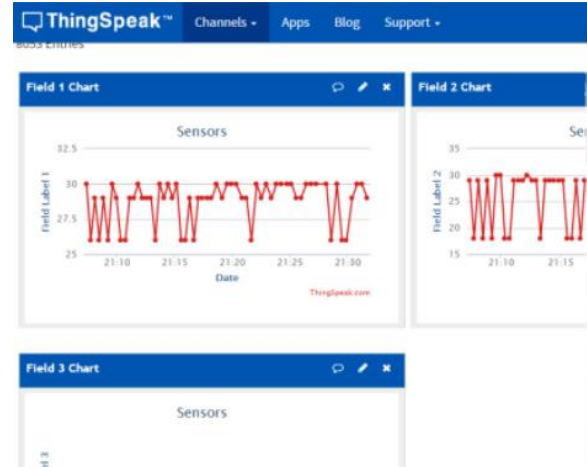 ThingSpeak™ Channels Apps Blog Support
8053 Entries
Field 1 Chart
Sensors
32.5
30
27.5
25
Field Label 1
21:10 21:15 21:20 21:25 21:30
Date
ThingSpeak.com
Field 2 Chart
35
30
25
20
15
Field Label 2
21:10 21:15
Field 3 Chart
Sensors